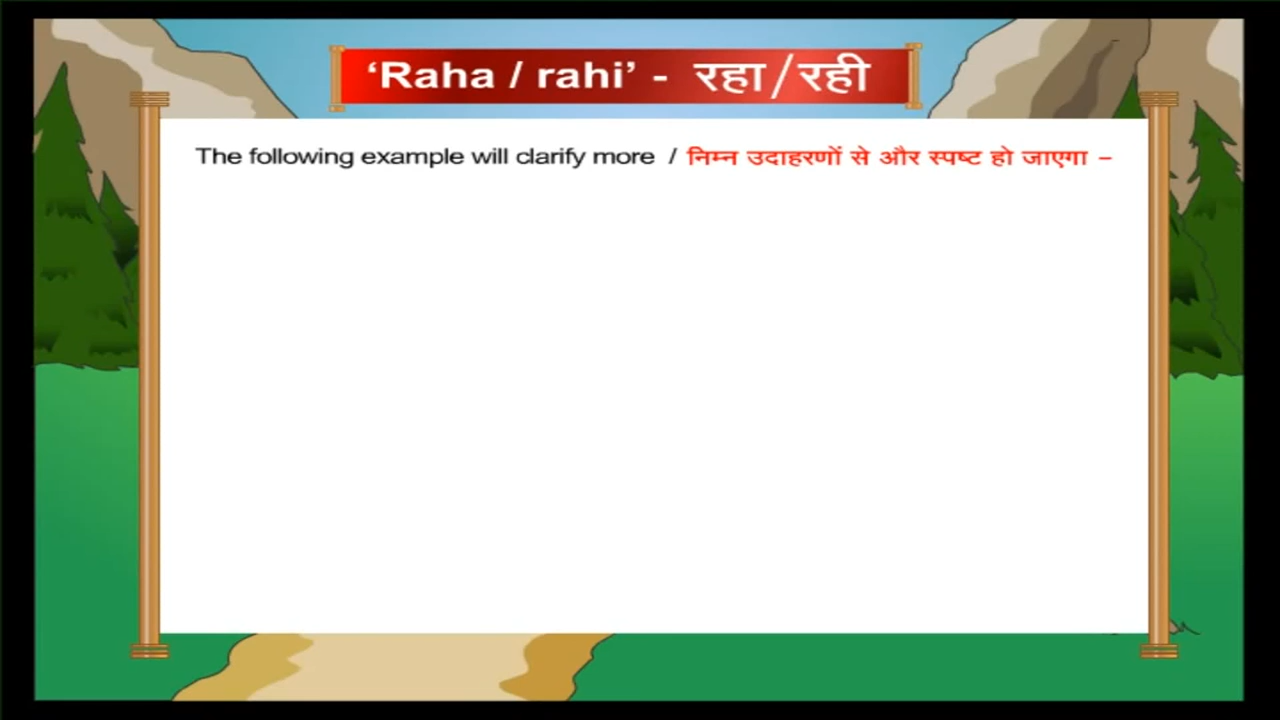 ‘Raha / rahi’ - रहा/रही
The following example will clarify more / निम्न उदाहरणों से और स्पष्ट हो जाएगा –